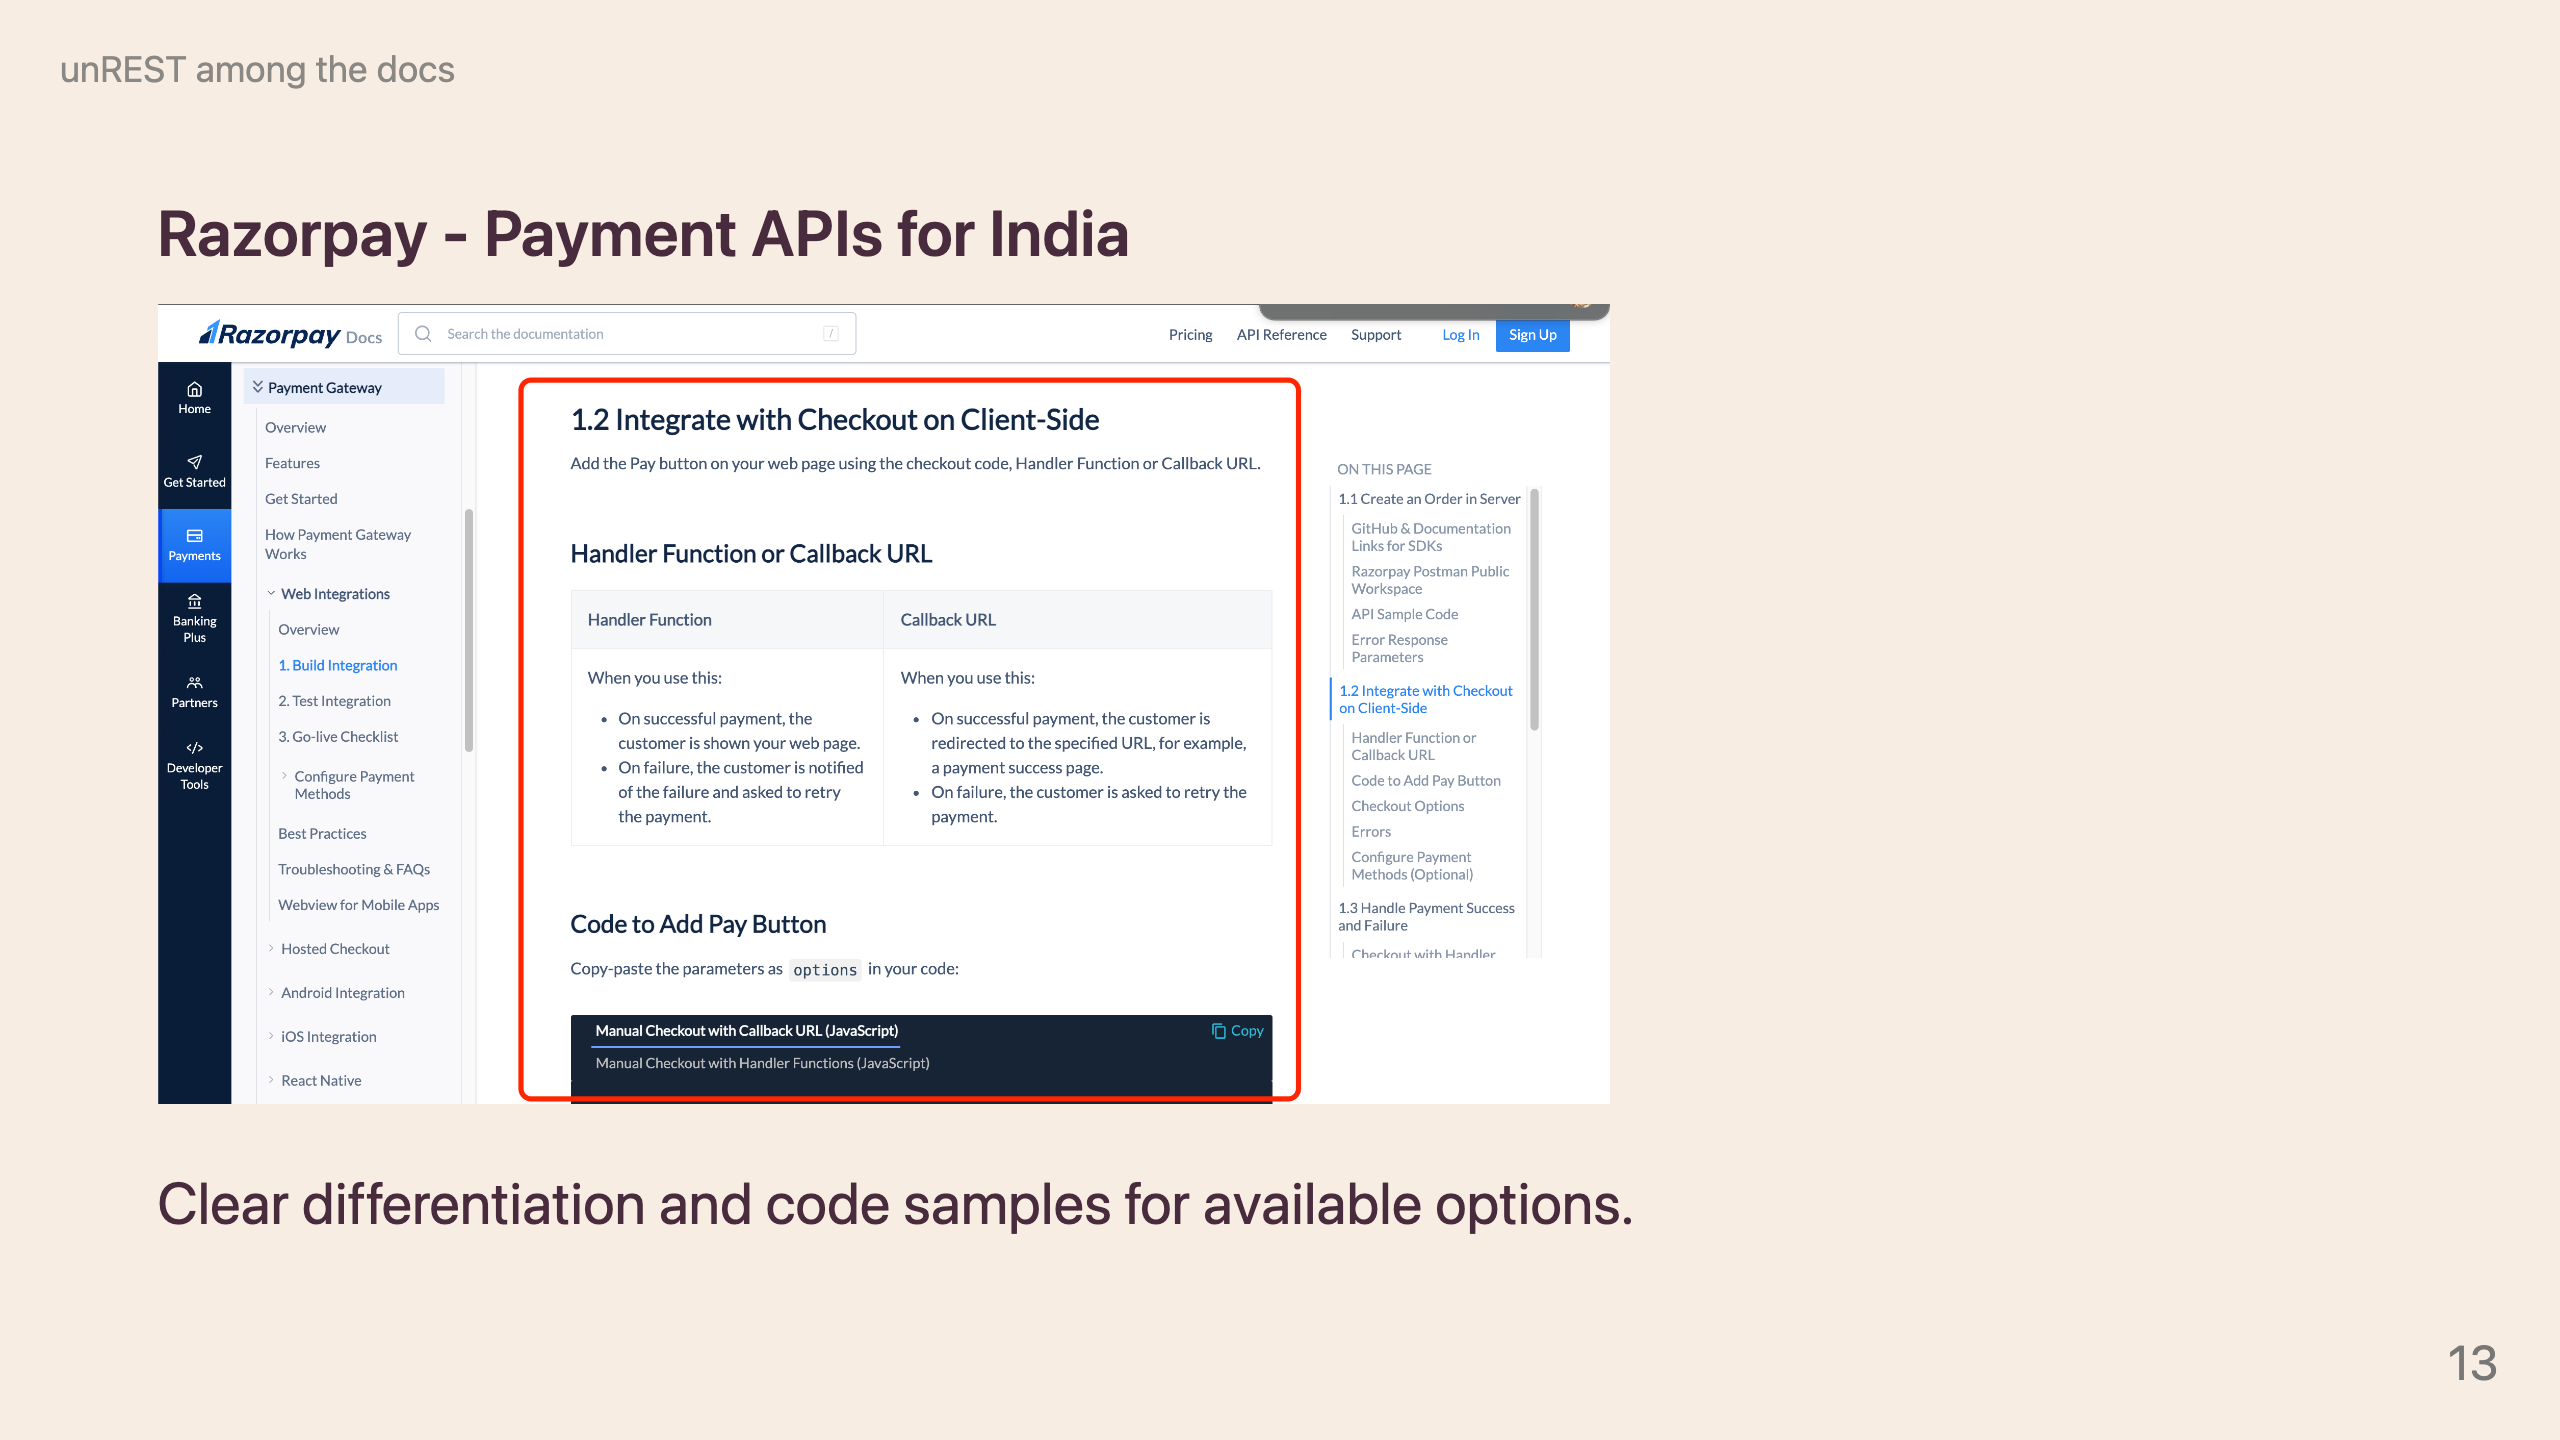 unREST among the docs
Razorpay - Payment APIs for India
Razorpay Docs
Search the documentation
/
Pricing
API Reference
Support
Log In
Sign Up
Home
Get Started
Payments
Banking
Plus
Partners
Developer
Tools
Payment Gateway
Overview
Features
Get Started
How Payment Gateway
Works
Web Integrations
Overview
1. Build Integration
2. Test Integration
3. Go-live Checklist
Configure Payment
Methods
Best Practices
Troubleshooting & FAQs
Webview for Mobile Apps
Hosted Checkout
Android Integration
iOS Integration
React Native
1.2 Integrate with Checkout on Client-Side
Add the Pay button on your web page using the checkout code, Handler Function or Callback URL.
Handler Function or Callback URL
Handler Function
When you use this:
• On successful payment, the
customer is shown your web page.
• On failure, the customer is notified
of the failure and asked to retry
the payment.
Callback URL
When you use this:
• On successful payment, the customer is
redirected to the specified URL, for example,
a payment success page.
• On failure, the customer is asked to retry the
payment.
Code to Add Pay Button
Copy-paste the parameters as options in your code:
Manual Checkout with Callback URL (JavaScript)
Copy
Manual Checkout with Handler Functions (JavaScript)
ON THIS PAGE
1.1 Create an Order in Server
GitHub & Documentation
Links for SDKs
Razorpay Postman Public
Workspace
API Sample Code
Error Response
Parameters
1.2 Integrate with Checkout
on Client-Side
Handler Function or
Callback URL
Code to Add Pay Button
Checkout Options
Errors
Configure Payment
Methods (Optional)
1.3 Handle Payment Success
and Failure
Checkout with Handler
Clear differentiation and code samples for available options.
13